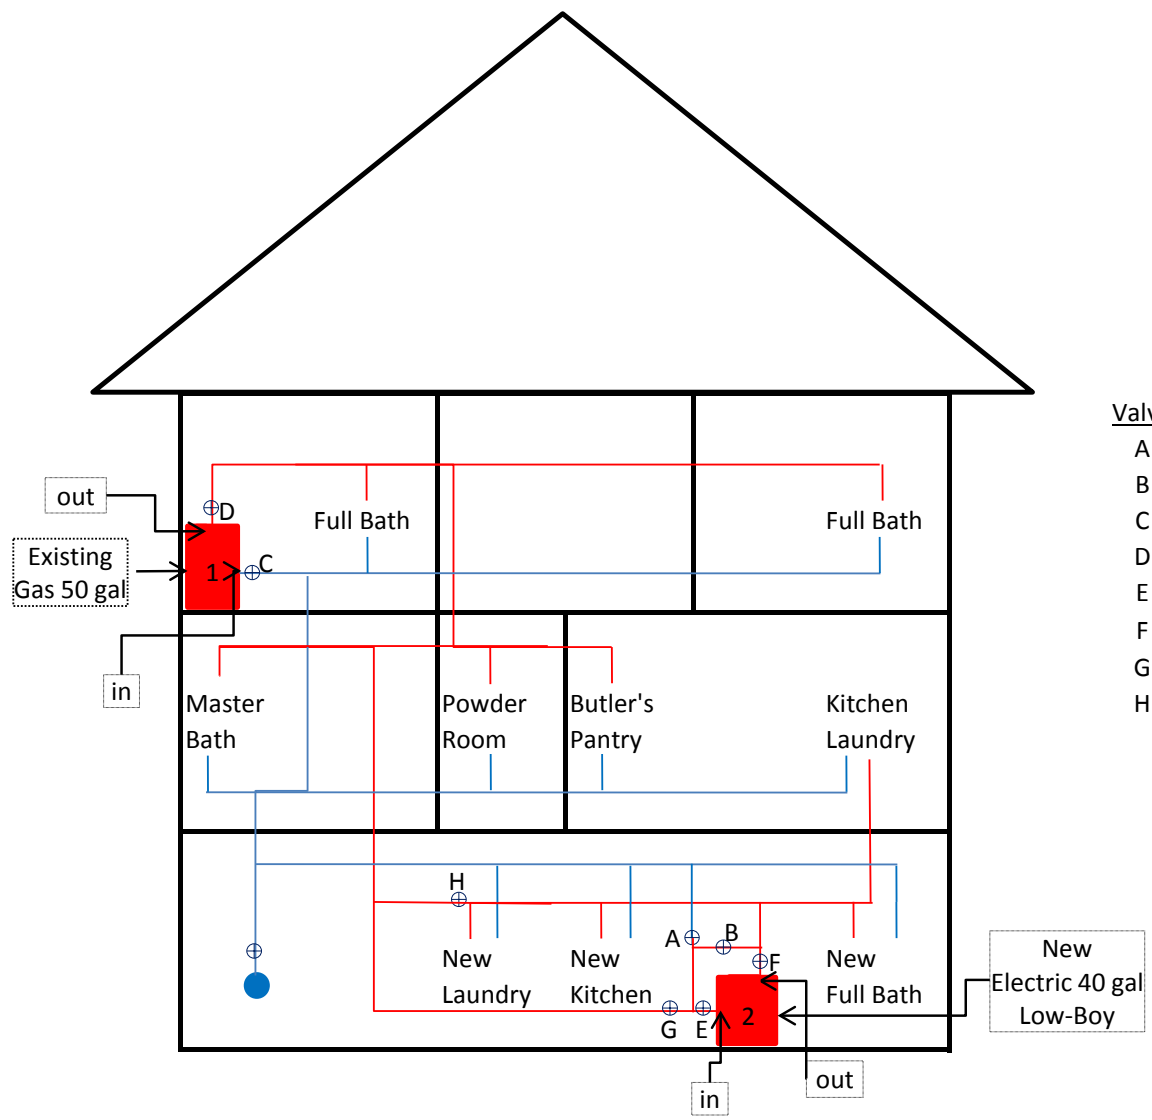 Valv
A
B
C
D
E
F
G
H
out
D
Full Bath
Full Bath
Existing
Gas 50 gal
1
C
in
Master
Bath
Powder
Room
Butler's
Pantry
Kitchen
Laundry
H
A
B
F
New
Laundry
New
Kitchen
New
Full Bath
New
Electric 40 gal
Low-Boy
G
E
2
in
out